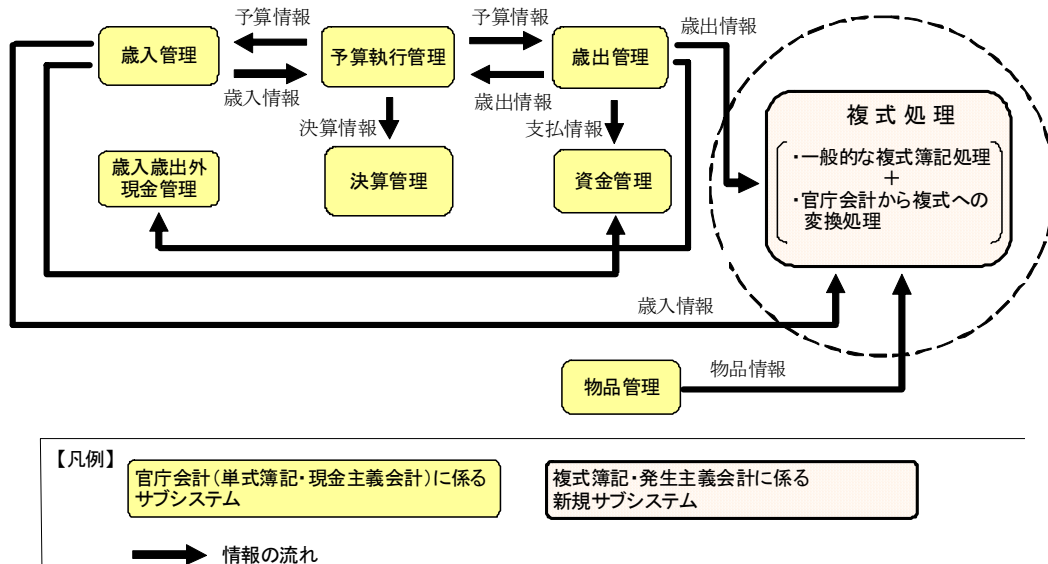 予算情報
予算情報
歳出情報
歳入管理
予算執行管理
歳出管理
歳入情報
歳出情報
決算情報
支払情報
複式処理
・一般的な複式簿記処理
+
・官庁会計から複式への
変換処理
歳入歳出外
現金管理
決算管理
資金管理
歳入情報
物品管理
物品情報
【凡例】
官庁会計(単式簿記・現金主義会計)に係る
サブシステム
複式簿記・発生主義会計に係る
新規サブシステム
情報の流れ